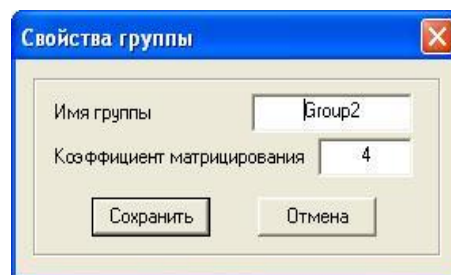 Свойства группы
Имя группы Group2
Коэффициент матрицирования 4
Сохранить Отмена